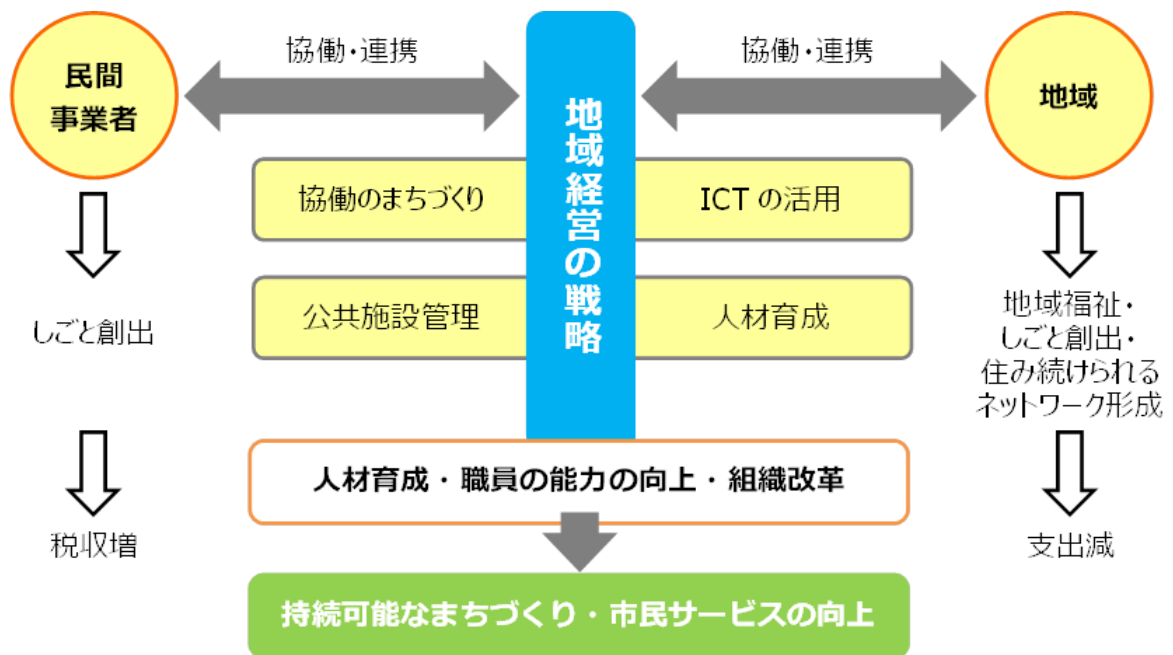 協働・連携
協働・連携
民間
事業者
地域
地域経営の戦略
協働のまちづくり
ICT の活用
公共施設管理
人材育成
しごと創出
地域福祉・
しごと創出・
住み続けられる
ネットワーク形成
人材育成・職員の能力の向上・組織改革
税収増
支出減
持続可能なまちづくり・市民サービスの向上